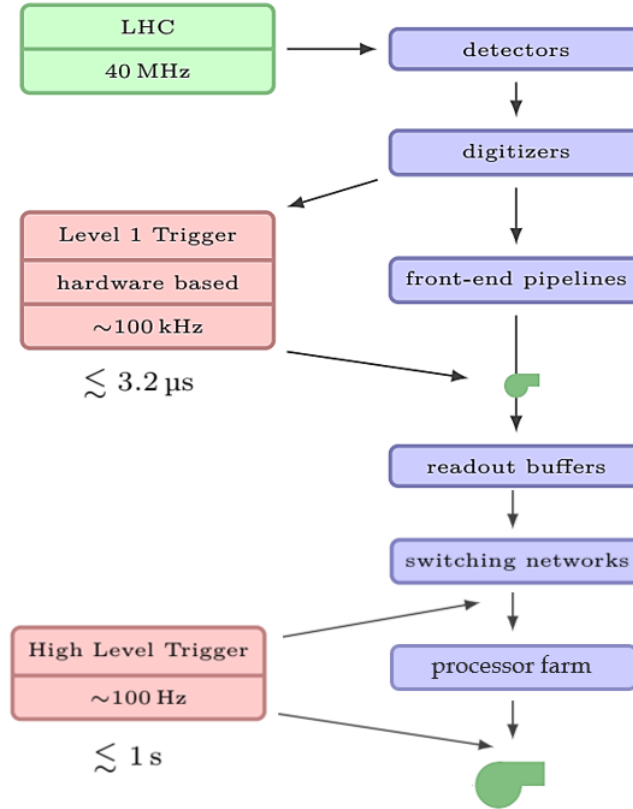 LHC
40 MHz
detectors
digitizers
Level 1 Trigger
hardware based
~100 kHz
≲ 3.2 µs
front-end pipelines
readout buffers
switching networks
High Level Trigger
~100 Hz
≲ 1 s
processor farm